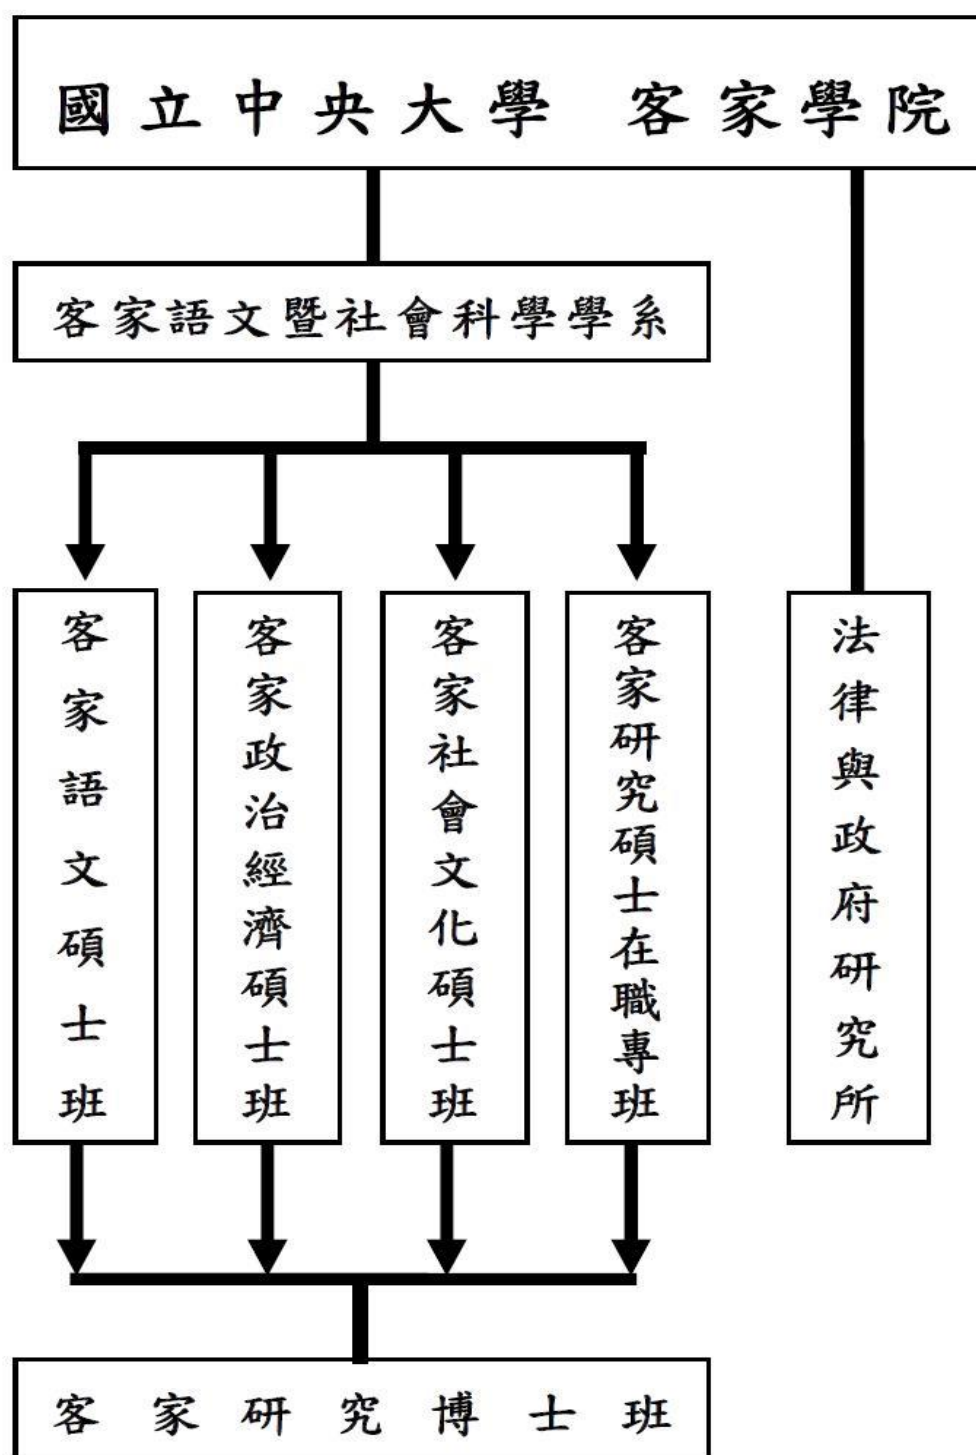 國立中央大學 客家學院
客家語文暨社會科學學系
客家語文碩士班
客家政治經濟碩士班
客家社會文化碩士班
客家研究碩士在職專班
法律與政府研究所
客家研究博士班